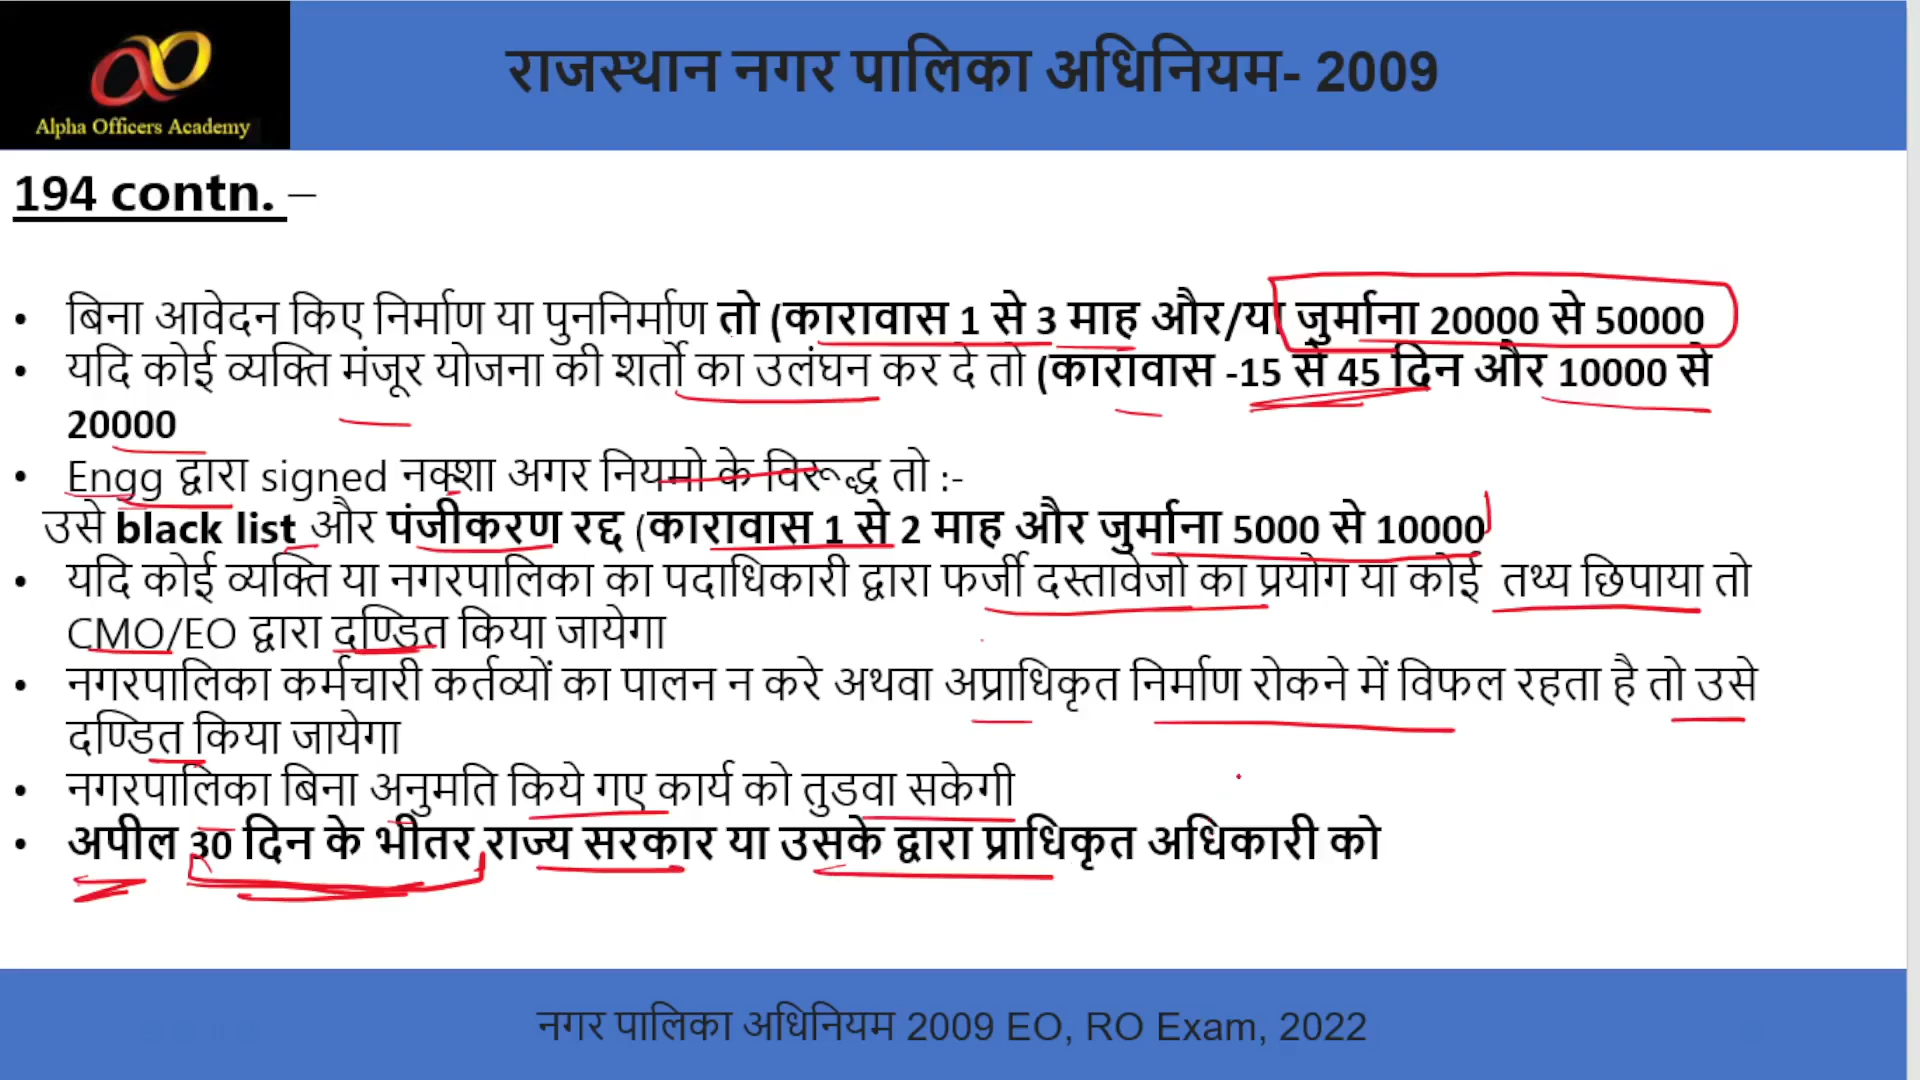 Alpha Officers Academy
राजस्थान नगर पालिका अधिनियम- 2009
194 contn. –
• बिना आवेदन किए निर्माण या पुननिर्माण तो (कारावास 1 से 3 माह और/या जुर्माना 20000 से 50000
• यदि कोई व्यक्ति मंजूर योजना की शर्तो का उलंघन कर दे तो (कारावास -15 से 45 दिन और 10000 से
20000
• Engg द्वारा signed नक्शा अगर नियमो के विरूद्ध तो :-
उसे black list और पंजीकरण रद्द (कारावास 1 से 2 माह और जुर्माना 5000 से 10000
• यदि कोई व्यक्ति या नगरपालिका का पदाधिकारी द्वारा फर्जी दस्तावेजो का प्रयोग या कोई तथ्य छिपाया तो
CMO/EO द्वारा दण्डित किया जायेगा
• नगरपालिका कर्मचारी कर्तव्यों का पालन न करे अथवा अप्राधिकृत निर्माण रोकने में विफल रहता है तो उसे
दण्डित किया जायेगा
• नगरपालिका बिना अनुमति किये गए कार्य को तुडवा सकेगी
• अपील 30 दिन के भीतर राज्य सरकार या उसके द्वारा प्राधिकृत अधिकारी को
नगर पालिका अधिनियम 2009 EO, RO Exam, 2022